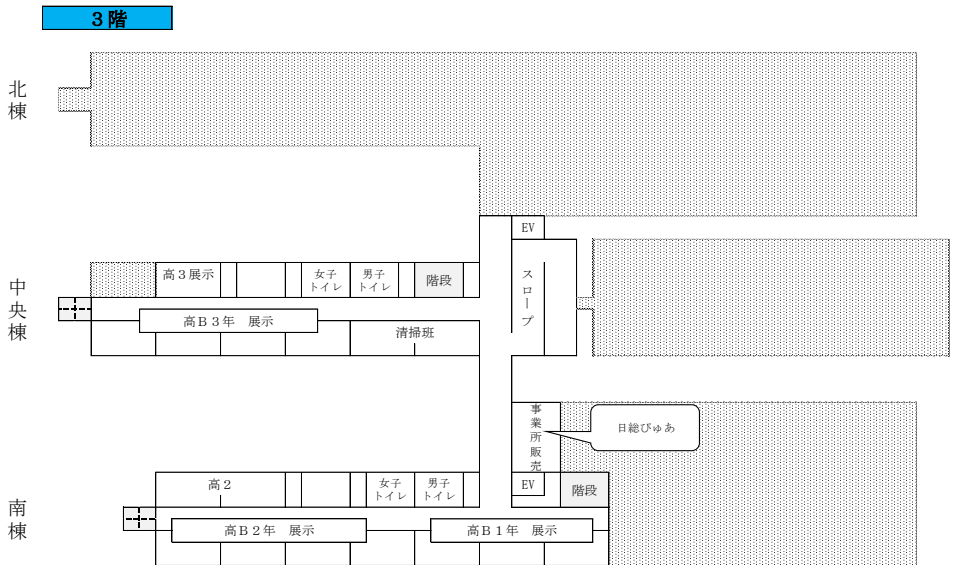 3階
北棟
EV
高3展示
女子
トイレ
男子
トイレ
階段
スロープ
中央棟
高B3年 展示
清掃班
事業所販売
日総ぴゅあ
高2
女子
トイレ
男子
トイレ
EV
階段
南棟
高B2年 展示
高B1年 展示